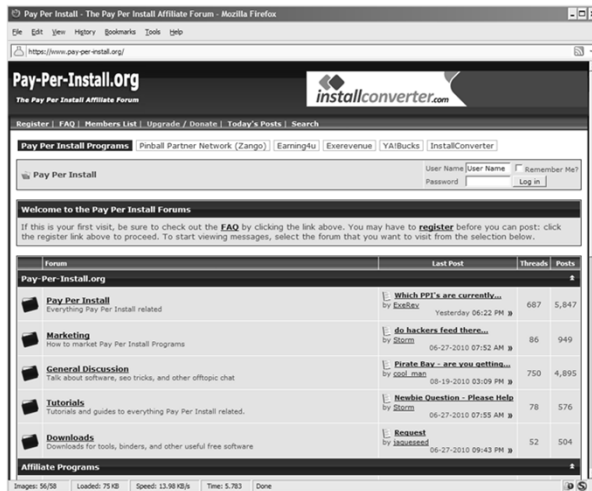 Pay Per Install - The Pay Per Install Affiliate Forum - Mozilla Firefox
File Edit View History Bookmarks Tools Help
https://www.pay-per-install.org/
Pay-Per-Install.org
The Pay Per Install Affiliate Forum
installconverter.com
Register | FAQ | Members List | Upgrade / Donate | Today's Posts | Search
Pay Per Install Programs Pinball Partner Network (Zango) Earning4u Exerevenue YA!Bucks InstallConverter
Pay Per Install
User Name User Name Remember Me?
Password Log in
Welcome to the Pay Per Install Forums
If this is your first visit, be sure to check out the FAQ by clicking the link above. You may have to register before you can post: click
the register link above to proceed. To start viewing messages, select the forum that you want to visit from the selection below.
Forum Last Post Threads Posts
Pay-Per-Install.org
Pay Per Install
Everything Pay Per Install related
Which PPI's are currently...
by ExeRev
Yesterday 06:22 PM
687 5,847
Marketing
How to market Pay Per Install Programs
do hackers feed there...
by Storm
06-27-2010 07:52 AM
86 949
General Discussion
Talk about software, seo tricks, and other offtopic chat
Pirate Bay - are you getting...
by cool_man
08-19-2010 03:09 PM
750 4,895
Tutorials
Tutorials and guides to everything Pay Per Install related.
Newbie Question - Please Help
by Storm
06-27-2010 07:55 AM
78 576
Downloads
Downloads for tools, binders, and other useful free software
Request
by jaqueseed
06-27-2010 09:43 PM
52 504
Affiliate Programs
Images: 56/58 Loaded: 75 KB Speed: 13.98 KB/s Time: 5.783 Done